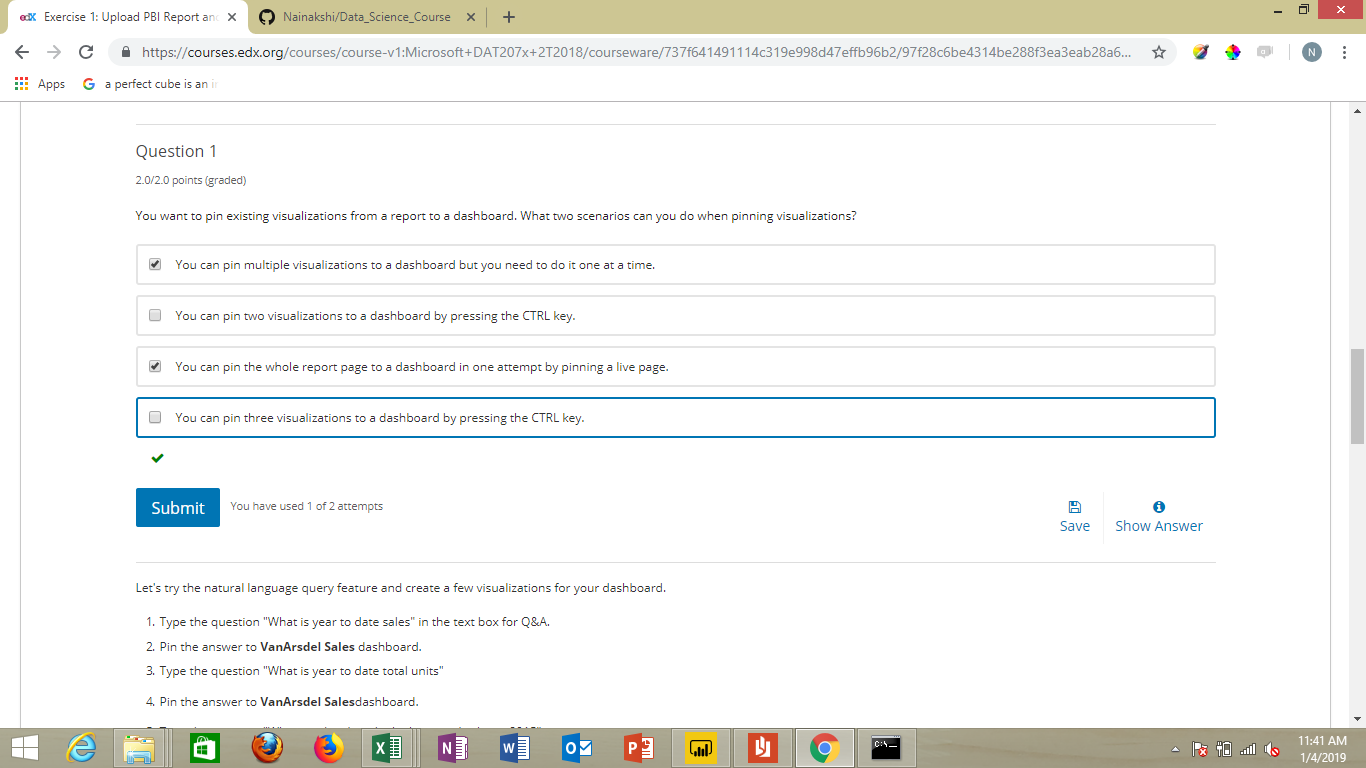 edX Exercise 1: Upload PBI Report and
Nainakshi/Data_Science_Course
https://courses.edx.org/courses/course-v1:Microsoft+DAT207x+2T2018/courseware/737f641491114c319e998d47effb96b2/97f28c6be4314be288f3ea3eab28a6...
N
Apps
G a perfect cube is an in
Question 1
2.0/2.0 points (graded)
You want to pin existing visualizations from a report to a dashboard. What two scenarios can you do when pinning visualizations?
You can pin multiple visualizations to a dashboard but you need to do it one at a time.
You can pin two visualizations to a dashboard by pressing the CTRL key.
You can pin the whole report page to a dashboard in one attempt by pinning a live page.
You can pin three visualizations to a dashboard by pressing the CTRL key.
Submit
You have used 1 of 2 attempts
Save
Show Answer
Let's try the natural language query feature and create a few visualizations for your dashboard.
1. Type the question "What is year to date sales" in the text box for Q&A.
2. Pin the answer to VanArsdel Sales dashboard.
3. Type the question "What is year to date total units"
4. Pin the answer to VanArsdel Salesdashboard.
11:41 AM
1/4/2019